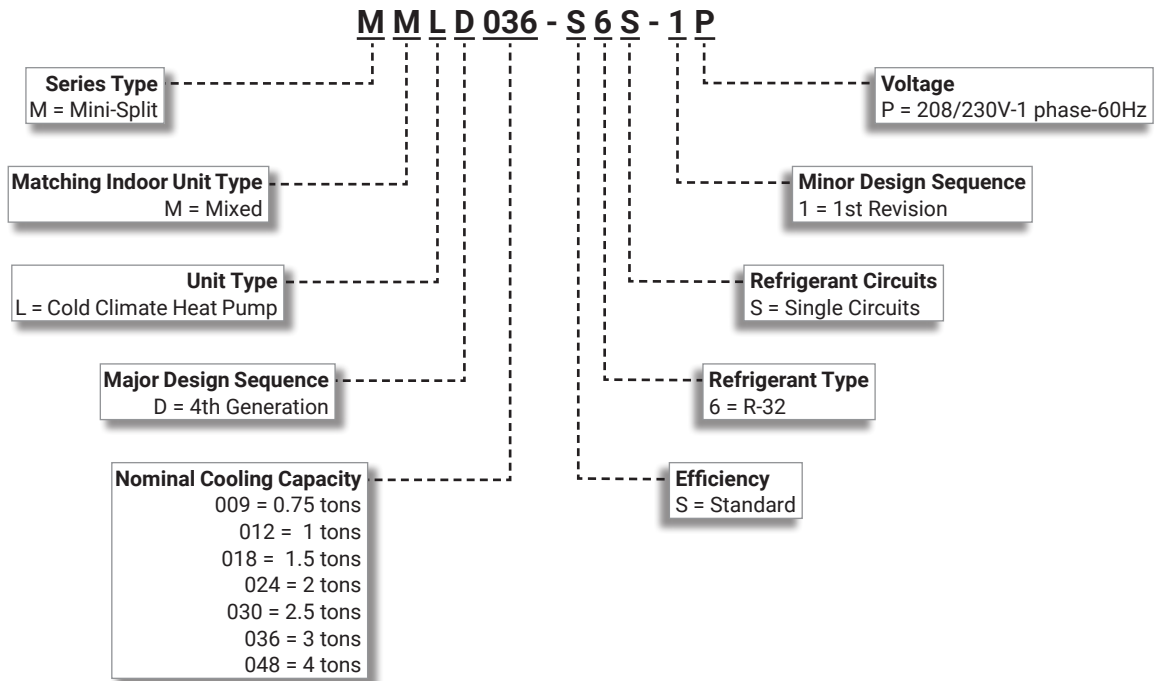 MMLD036-S6S-1P
Series Type
M = Mini-Split
Matching Indoor Unit Type
M = Mixed
Unit Type
L = Cold Climate Heat Pump
Major Design Sequence
D = 4th Generation
Nominal Cooling Capacity
009 = 0.75 tons
012 = 1 tons
018 = 1.5 tons
024 = 2 tons
030 = 2.5 tons
036 = 3 tons
048 = 4 tons
Voltage
P = 208/230V-1 phase-60Hz
Minor Design Sequence
1 = 1st Revision
Refrigerant Circuits
S = Single Circuits
Refrigerant Type
6 = R-32
Efficiency
S = Standard